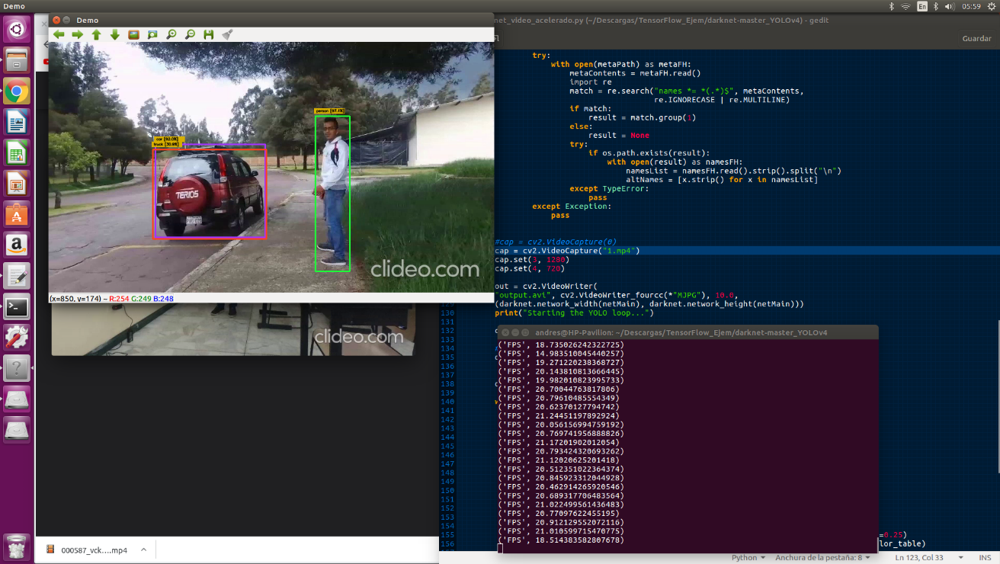 Demo
En
05:59
Demo
net_video_acelerado.py (~/Descargas/TensorFlow_Ejem/darknet-master_YOLOv4) - gedit
Guardar
try:
with open(metaPath) as metaFH:
metaContents = metaFH.read()
import re
match = re.search("names *= *(.*)$", metaContents,
re.IGNORECASE | re.MULTILINE)
if match:
result = match.group(1)
else:
result = None
try:
if os.path.exists(result):
with open(result) as namesFH:
namesList = namesFH.read().strip().split("\n")
altNames = [x.strip() for x in namesList]
except TypeError:
pass
except Exception:
pass
#cap = cv2.VideoCapture(0)
cap = cv2.VideoCapture("1.mp4")
cap.set(3, 1280)
cap.set(4, 720)
out = cv2.VideoWriter(
"output.avi", cv2.VideoWriter_fourcc(*"MJPG"), 10.0,
(darknet.network_width(netMain), darknet.network_height(netMain)))
print("Starting the YOLO loop...")
person [97.1%]
car [92.0%]
TERIOS
clideo.com
(x=850, y=174) ~ R:254 G:249 B:248
clideo.com
130
131
132
133
134
135
136
137
138
139
140
141
142
143
144
145
146
147
148
149
150
151
152
153
154
155
156
andres@HP-Pavilion: ~/Descargas/TensorFlow_Ejem/darknet-master_YOLOv4
('FPS', 18.735026242322725)
('FPS', 14.983510045440257)
('FPS', 19.271220238368727)
('FPS', 20.143810813666445)
('FPS', 19.982010823995733)
('FPS', 20.70044763817806)
('FPS', 20.79610485554349)
('FPS', 20.62370127794742)
('FPS', 21.24451197892924)
('FPS', 20.056156994759192)
('FPS', 20.769741956888826)
('FPS', 21.17201902012054)
('FPS', 20.793424320693262)
('FPS', 21.12020625201418)
('FPS', 20.512351022364374)
('FPS', 20.845923312044928)
('FPS', 20.462914265920546)
('FPS', 20.689317706483564)
('FPS', 21.022499561436483)
('FPS', 20.77097622455195)
('FPS', 20.912129552072116)
('FPS', 21.010599715470775)
('FPS', 18.514383582807678)
=0.25)
lor_table)
000587_vck....mp4
Python
Anchura de la pestaña: 8
Ln 123, Col 33
INS